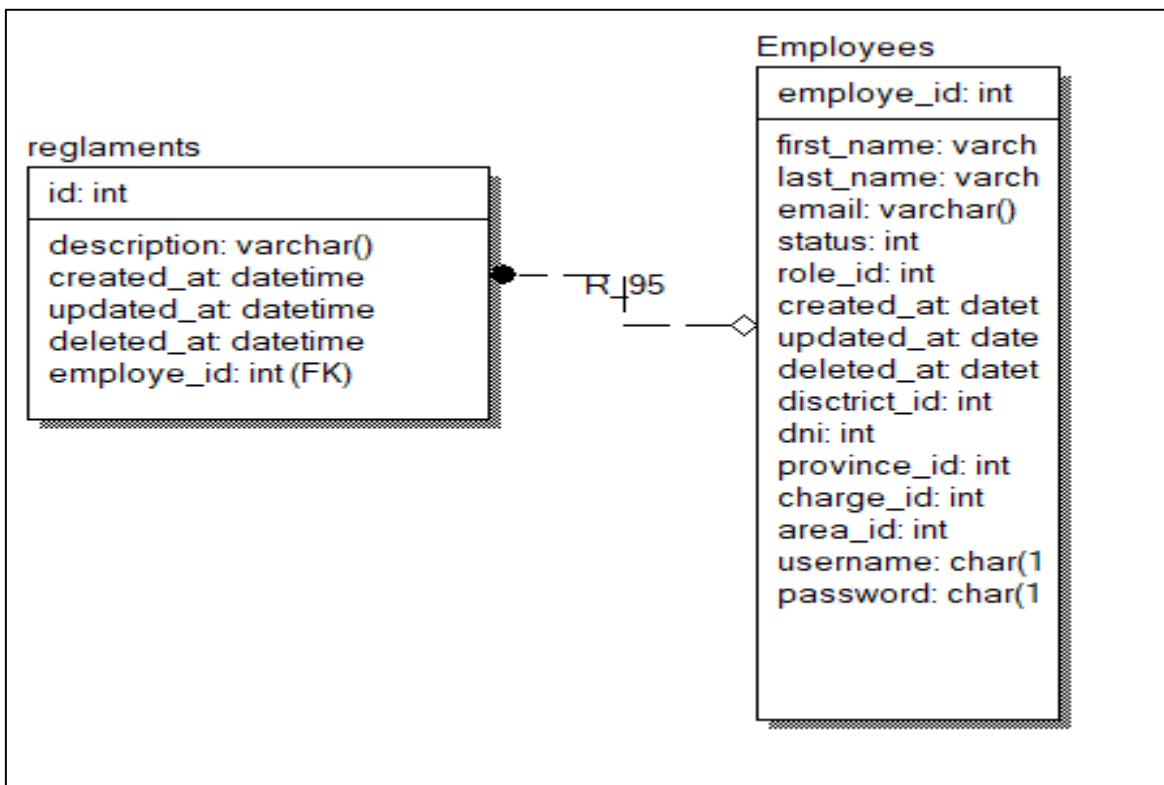 reglaments
id: int
description: varchar()
created_at: datetime
updated_at: datetime
deleted_at: datetime
employe_id: int (FK)
R_95
Employees
employe_id: int
first_name: varch
last_name: varch
email: varchar()
status: int
role_id: int
created_at: datet
updated_at: date
deleted_at: datet
disctrict_id: int
dni: int
province_id: int
charge_id: int
area_id: int
username: char(1
password: char(1